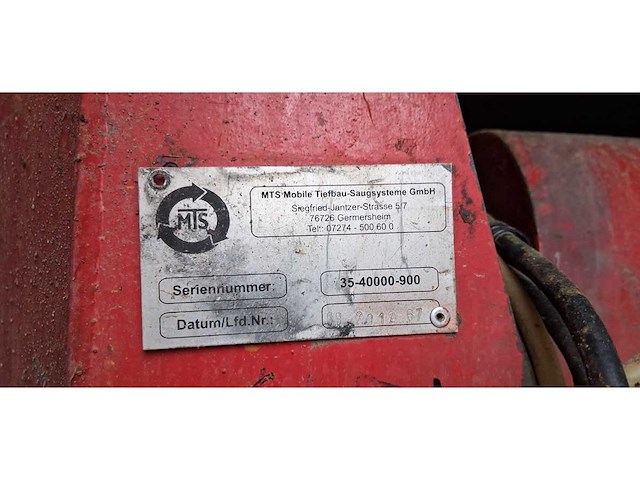 MTS
MTS Mobile Tiefbau-Saugsysteme GmbH
Siegfried-Jantzer-Strasse 5/7
76726 Germersheim
Tel: 07274 - 500 60 0
Seriennummer:
35-40000-900
Datum/Lfd.Nr.: